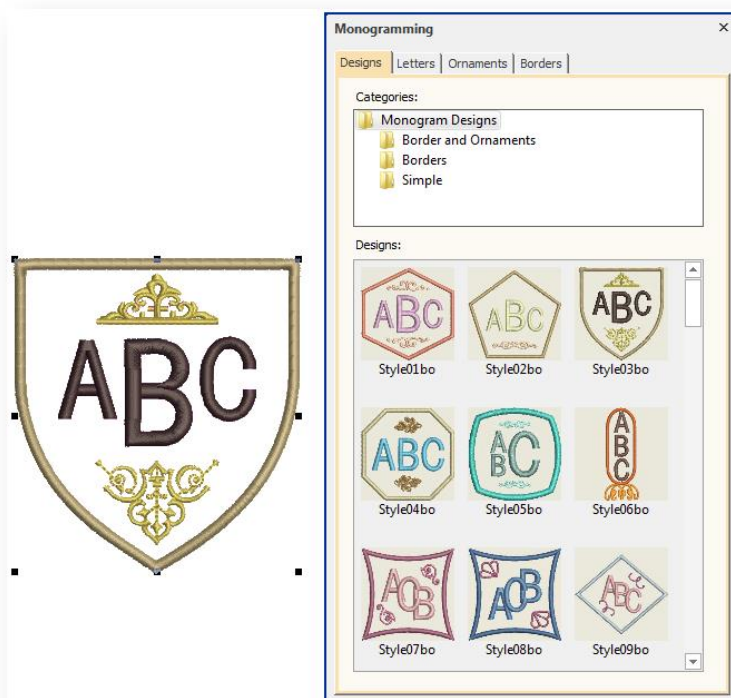 Monogramming
Designs Letters Ornaments Borders
Categories:
Monogram Designs
Border and Ornaments
Borders
Simple
Designs:
ABC
ABC ABC ABC
Style01bo Style02bo Style03bo
ABC ABC ABC
Style04bo Style05bo Style06bo
AOB AOB ABC
Style07bo Style08bo Style09bo